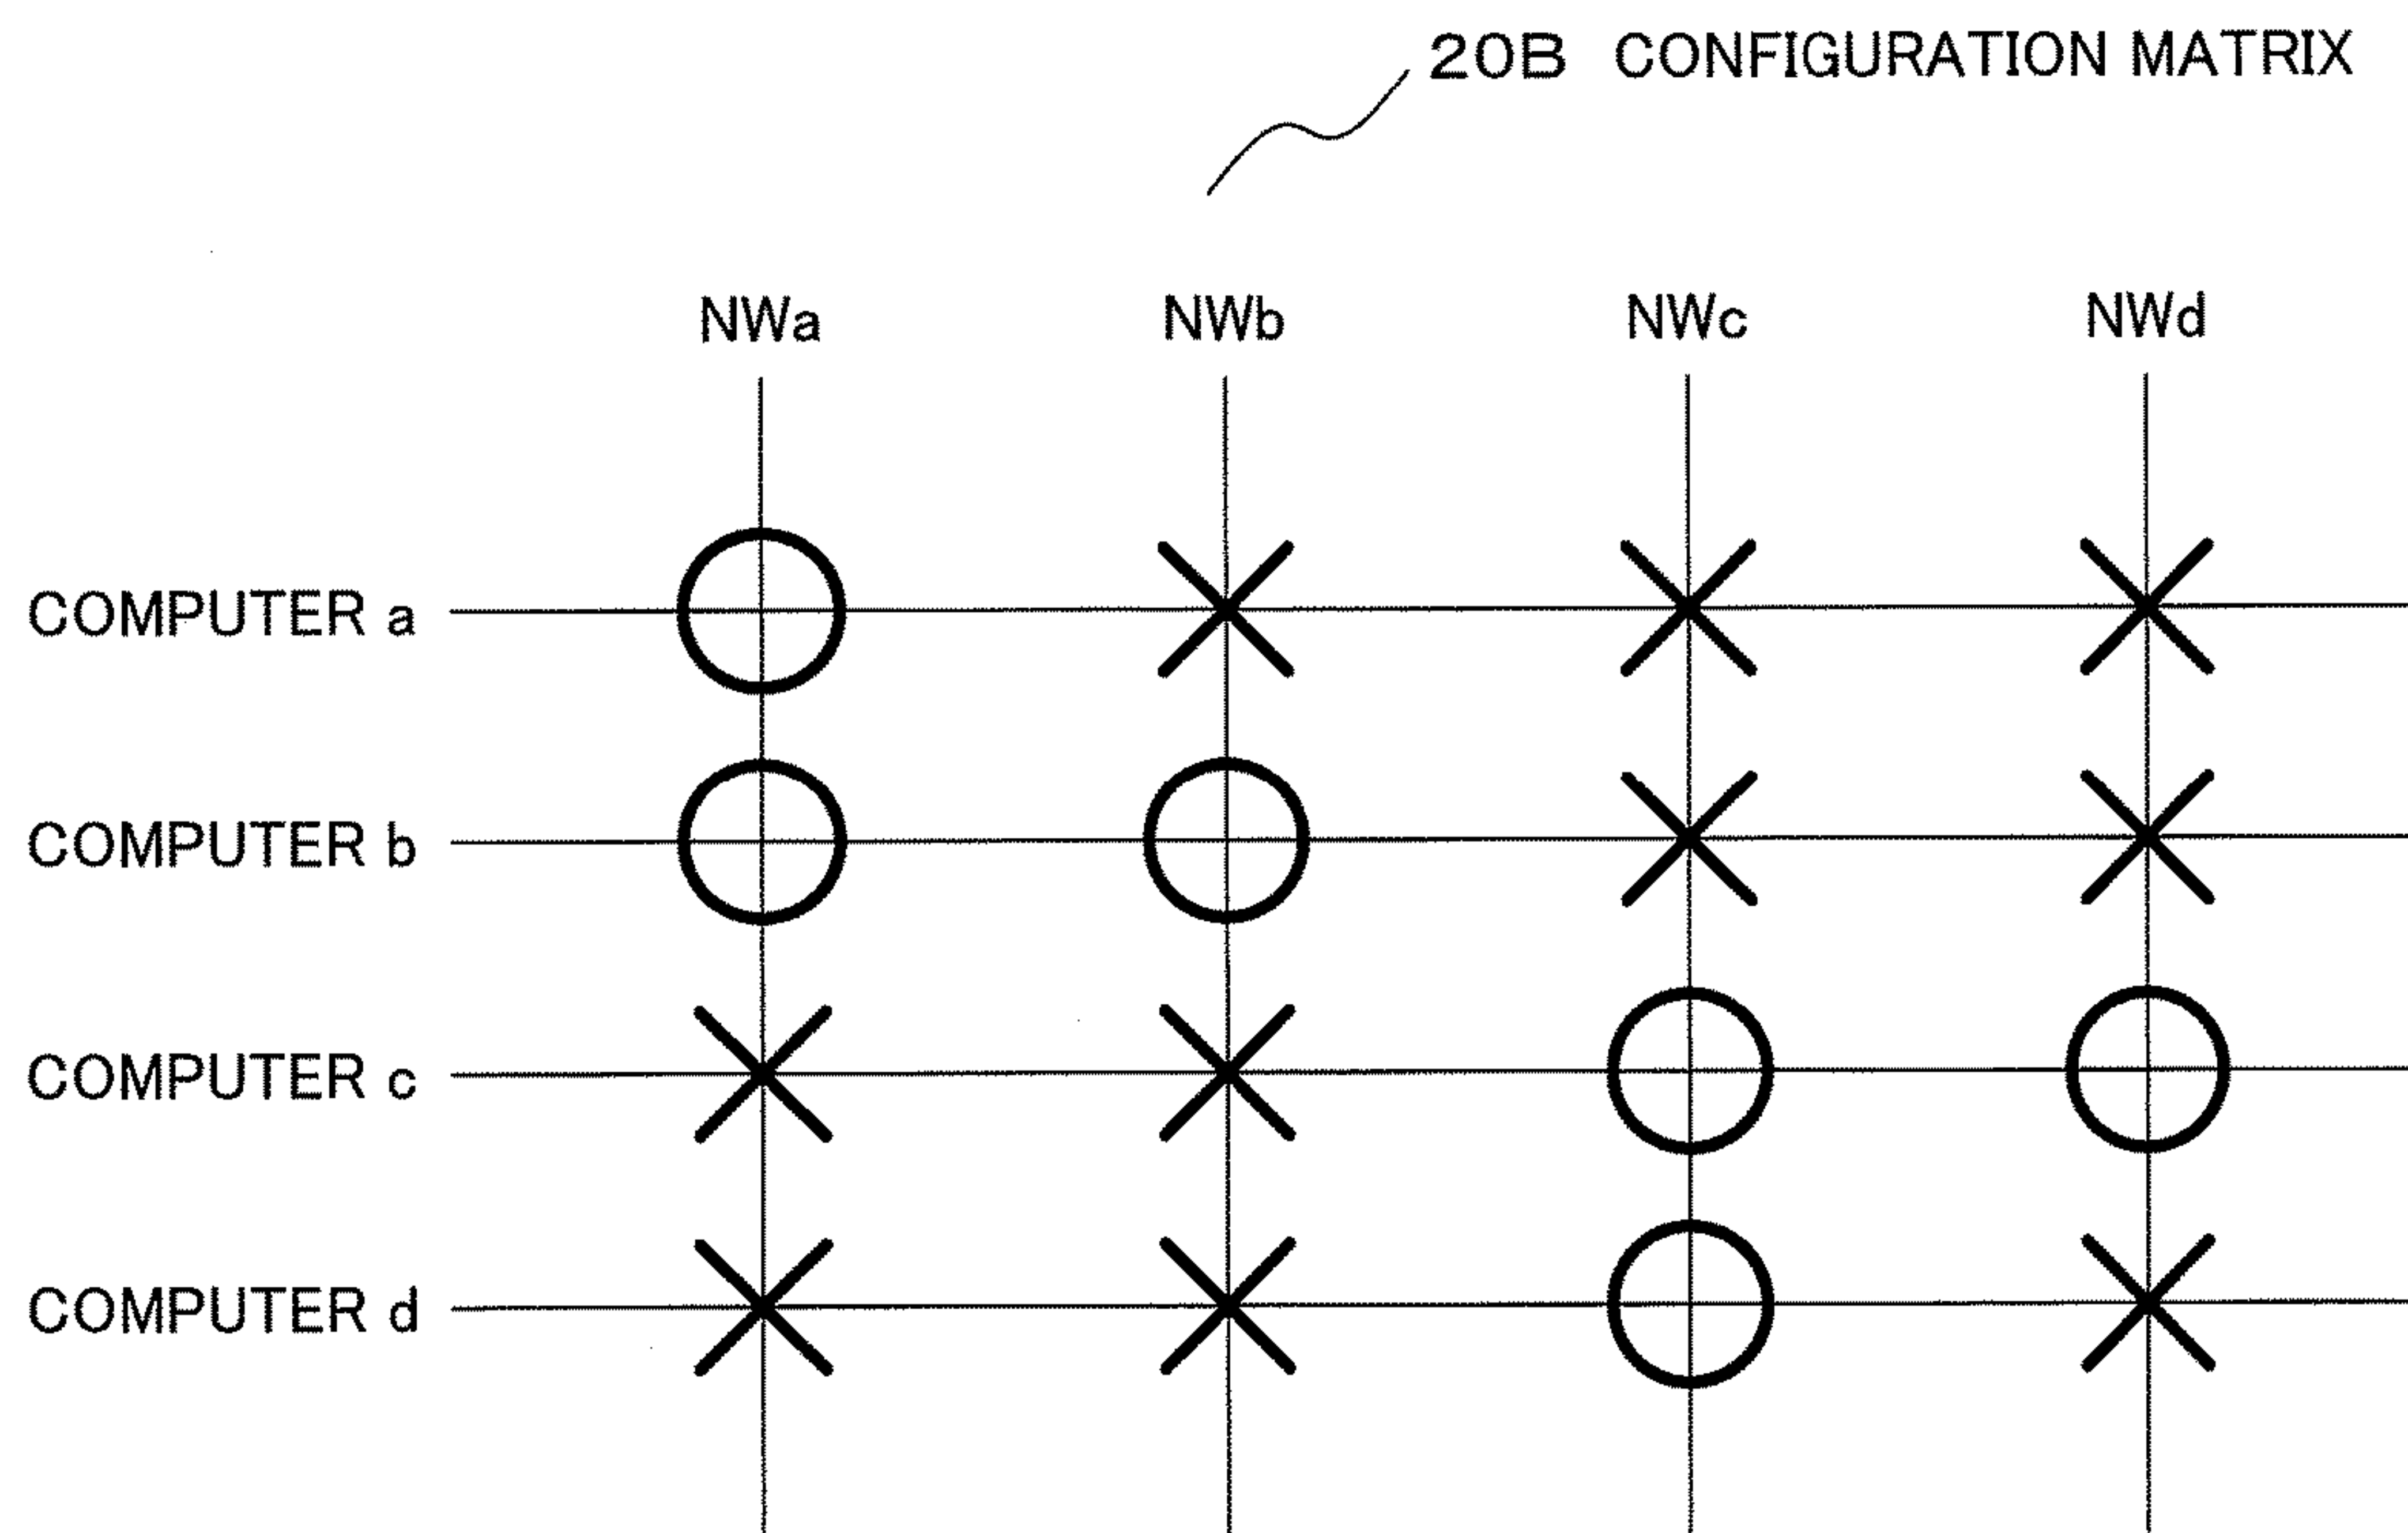 20B CONFIGURATION MATRIX
NWa NWb NWc NWd
COMPUTER a
COMPUTER b
COMPUTER c
COMPUTER d